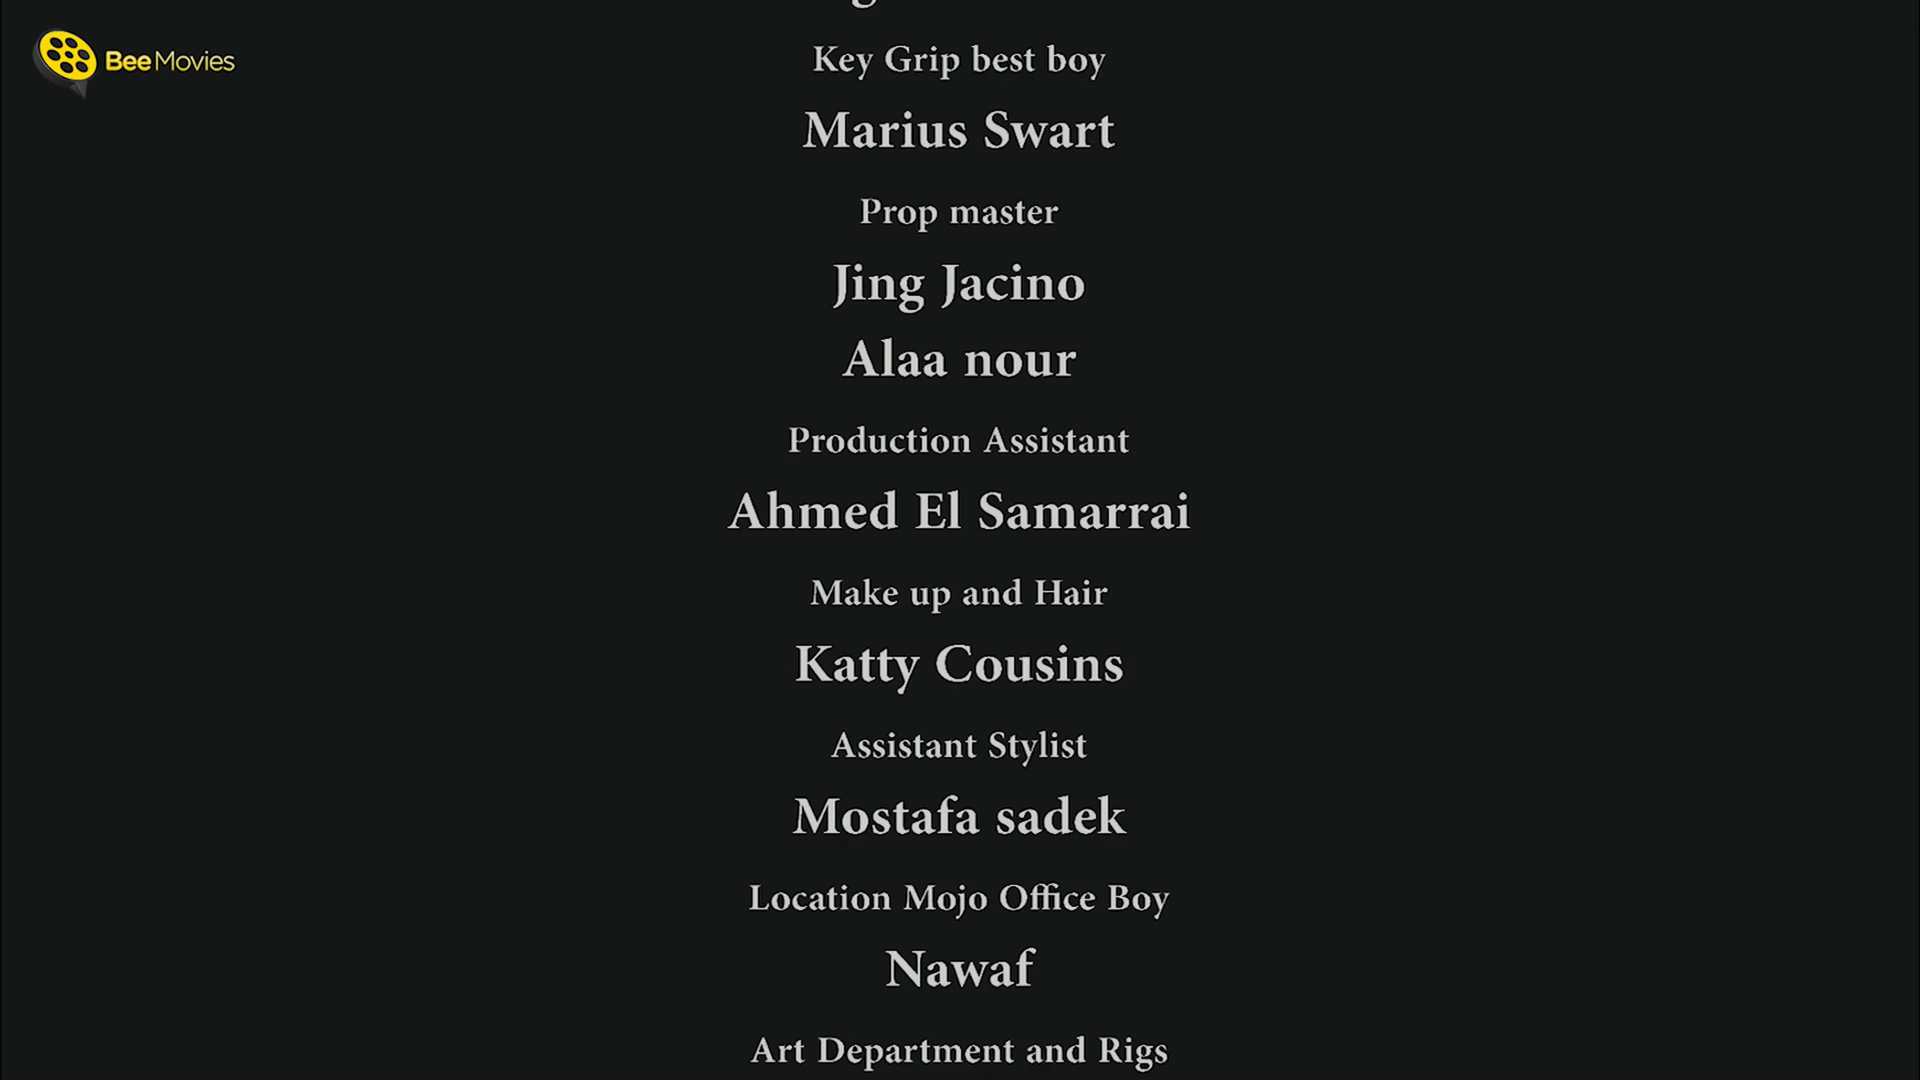 BeeMovies
Key Grip best boy
Marius Swart
Prop master
Jing Jacino
Alaa nour
Production Assistant
Ahmed El Samarrai
Make up and Hair
Katty Cousins
Assistant Stylist
Mostafa sadek
Location Mojo Office Boy
Nawaf
Art Department and Rigs